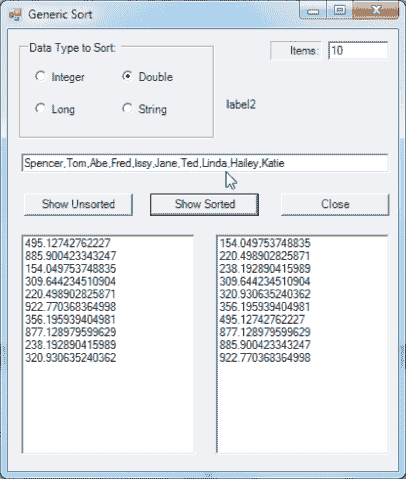 Generic Sort
Data Type to Sort:
Items: 10
Integer Double
Long String
label2
Spencer,Tom,Abe,Fred,Issy,Jane,Ted,Linda,Hailey,Katie
Show Unsorted Show Sorted Close
495.12742762227
885.900423343247
154.049753748835
309.644234510904
220.498902825871
922.770368364998
356.195939404981
877.128979599629
238.192890415989
320.930635240362
154.049753748835
220.498902825871
238.192890415989
309.644234510904
320.930635240362
356.195939404981
495.12742762227
877.128979599629
885.900423343247
922.770368364998